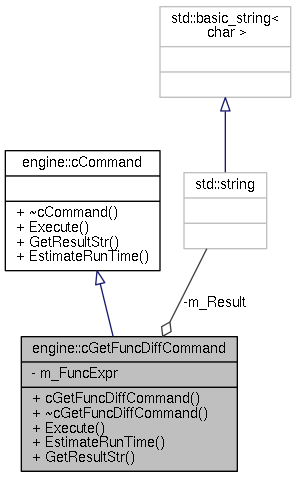 std::basic_string<
char >
engine::cCommand
+ ~cCommand()
+ Execute()
+ GetResultStr()
+ EstimateRunTime()
std::string
-m_Result
engine::cGetFuncDiffCommand
- m_FuncExpr
+ cGetFuncDiffCommand()
+ ~cGetFuncDiffCommand()
+ Execute()
+ EstimateRunTime()
+ GetResultStr()